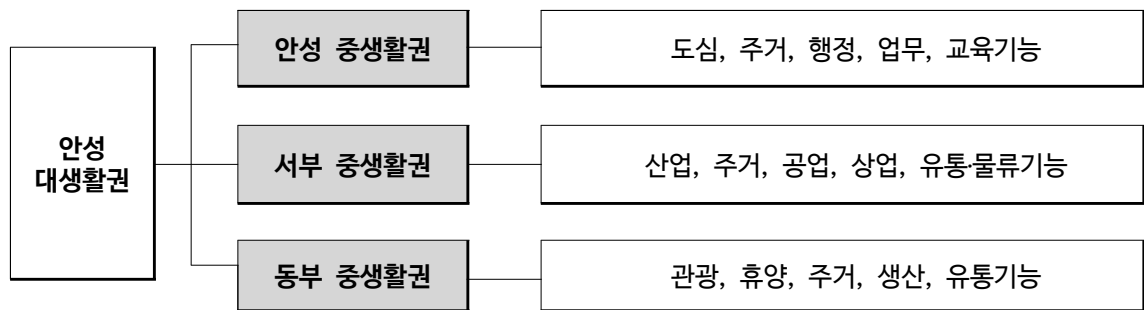 안성
대생활권
안성 중생활권
도심, 주거, 행정, 업무, 교육기능
서부 중생활권
산업, 주거, 공업, 상업, 유통·물류기능
동부 중생활권
관광, 휴양, 주거, 생산, 유통기능